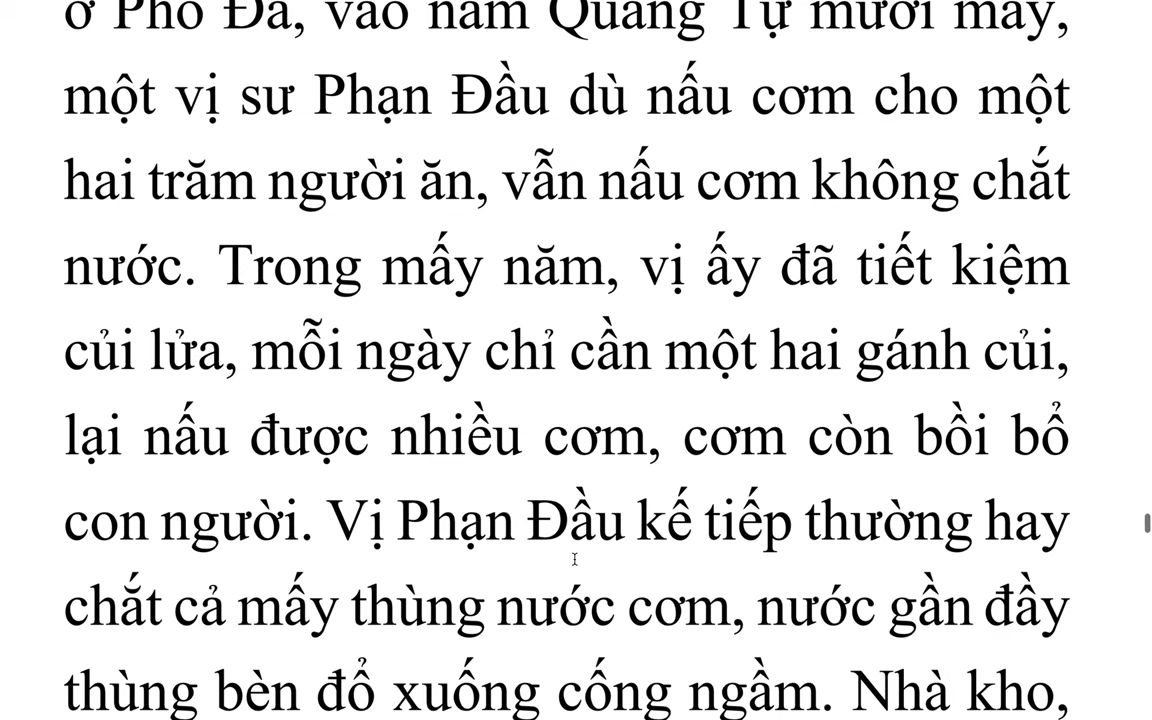 ở Phổ Đà, vào năm Quang Tự mười mấy,
một vị sư Phạn Đầu dù nấu cơm cho một
hai trăm người ăn, vẫn nấu cơm không chắt
nước. Trong mấy năm, vị ấy đã tiết kiệm
củi lửa, mỗi ngày chỉ cần một hai gánh củi,
lại nấu được nhiều cơm, cơm còn bồi bổ
con người. Vị Phạn Đầu kế tiếp thường hay
chắt cả mấy thùng nước cơm, nước gần đầy
thùng bèn đổ xuống cống ngầm. Nhà kho,